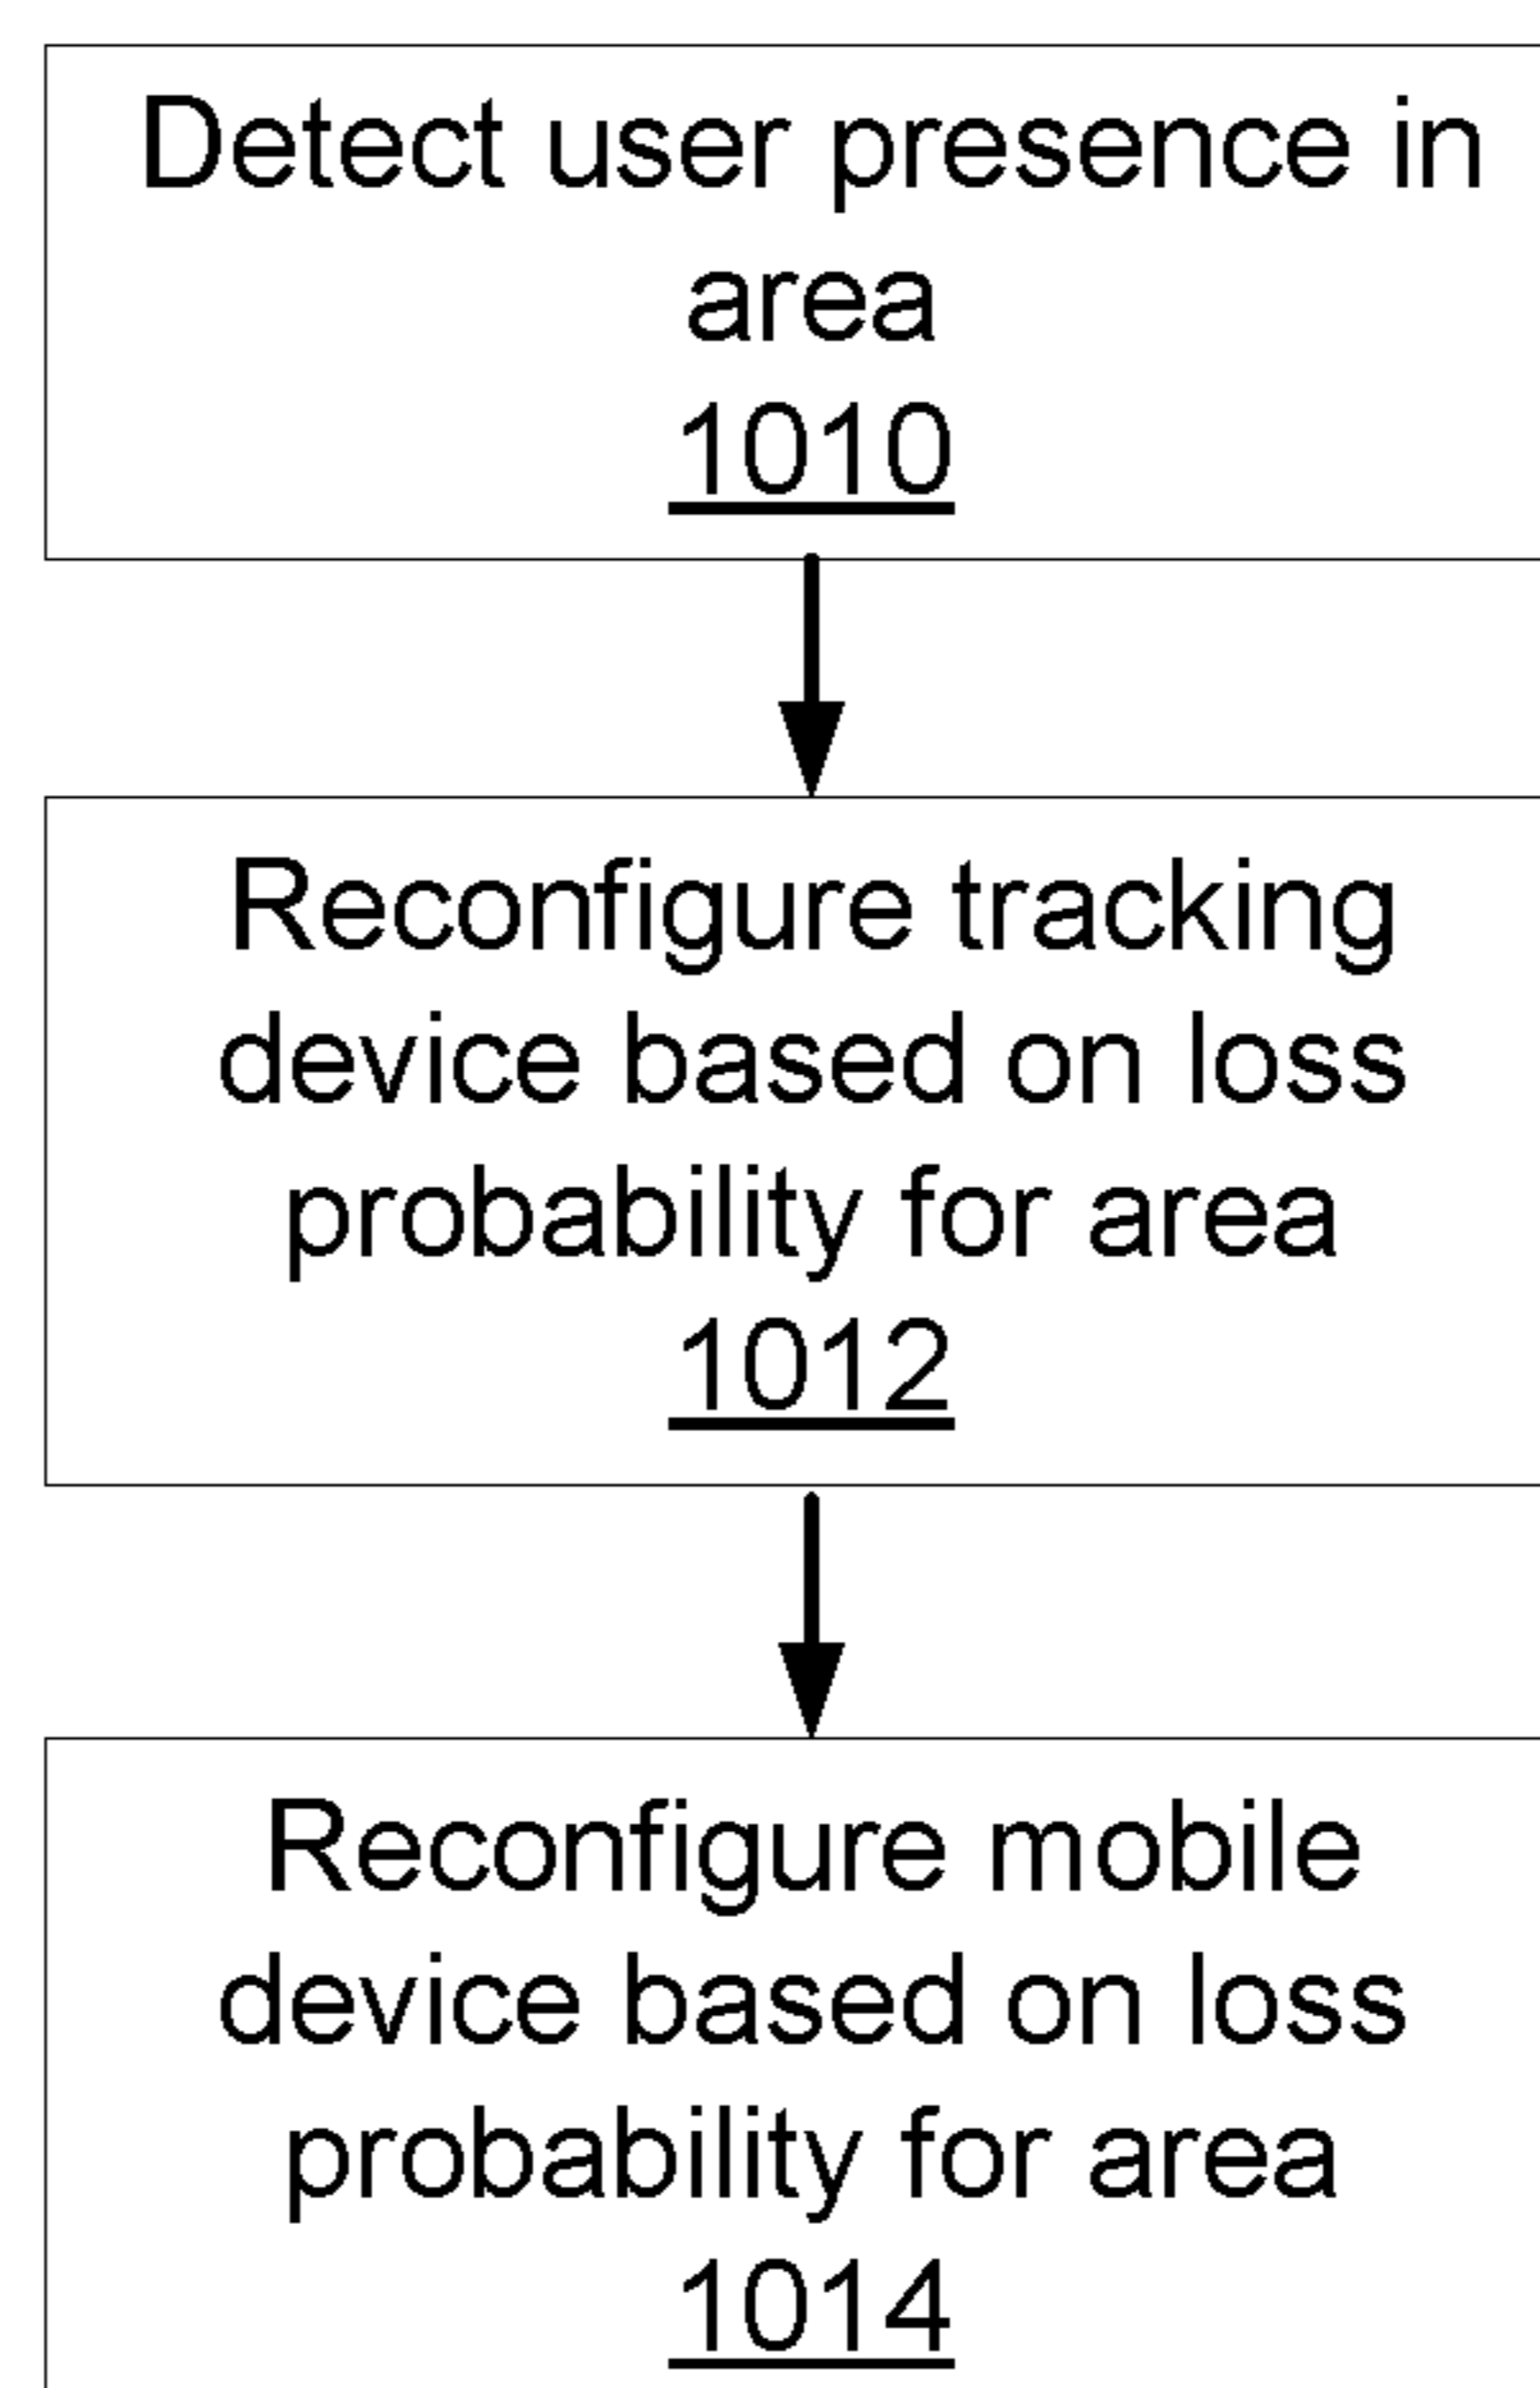 Detect user presence in
area
1010
Reconfigure tracking
device based on loss
probability for area
1012
Reconfigure mobile
device based on loss
probability for area
1014